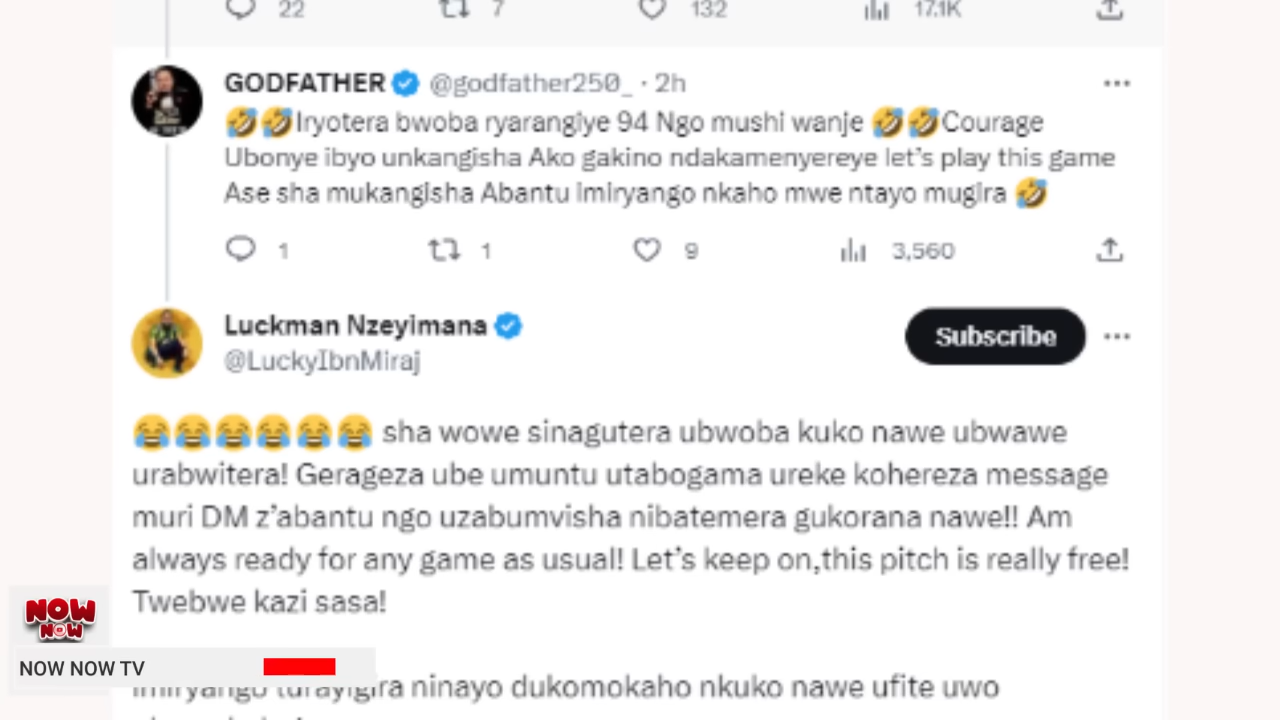 22 7 132 17.1K
GODFATHER @godfather250_ · 2h
🤣🤣Iryotera bwoba ryarangiye 94 Ngo mushi wanje 🤣🤣Courage
Ubonye ibyo unkangisha Ako gakino ndakamenyereye let's play this game
Ase sha mukangisha Abantu imiryango nkaho mwe ntayo mugira 🤣
1 1 9 3,560
Luckman Nzeyimana
@LuckyIbnMiraj
Subscribe
😂😂😂😂😂😂 sha wowe sinagutera ubwoba kuko nawe ubwawe
urabwitera! Gerageza ube umuntu utabogama ureke kohereza message
muri DM z'abantu ngo uzabumvisha nibatemera gukorana nawe!! Am
always ready for any game as usual! Let's keep on,this pitch is really free!
Twebwe kazi sasa!
NOW NOW
NOW NOW TV
imiryango turayigira ninayo dukomokaho nkuko nawe ufite uwo